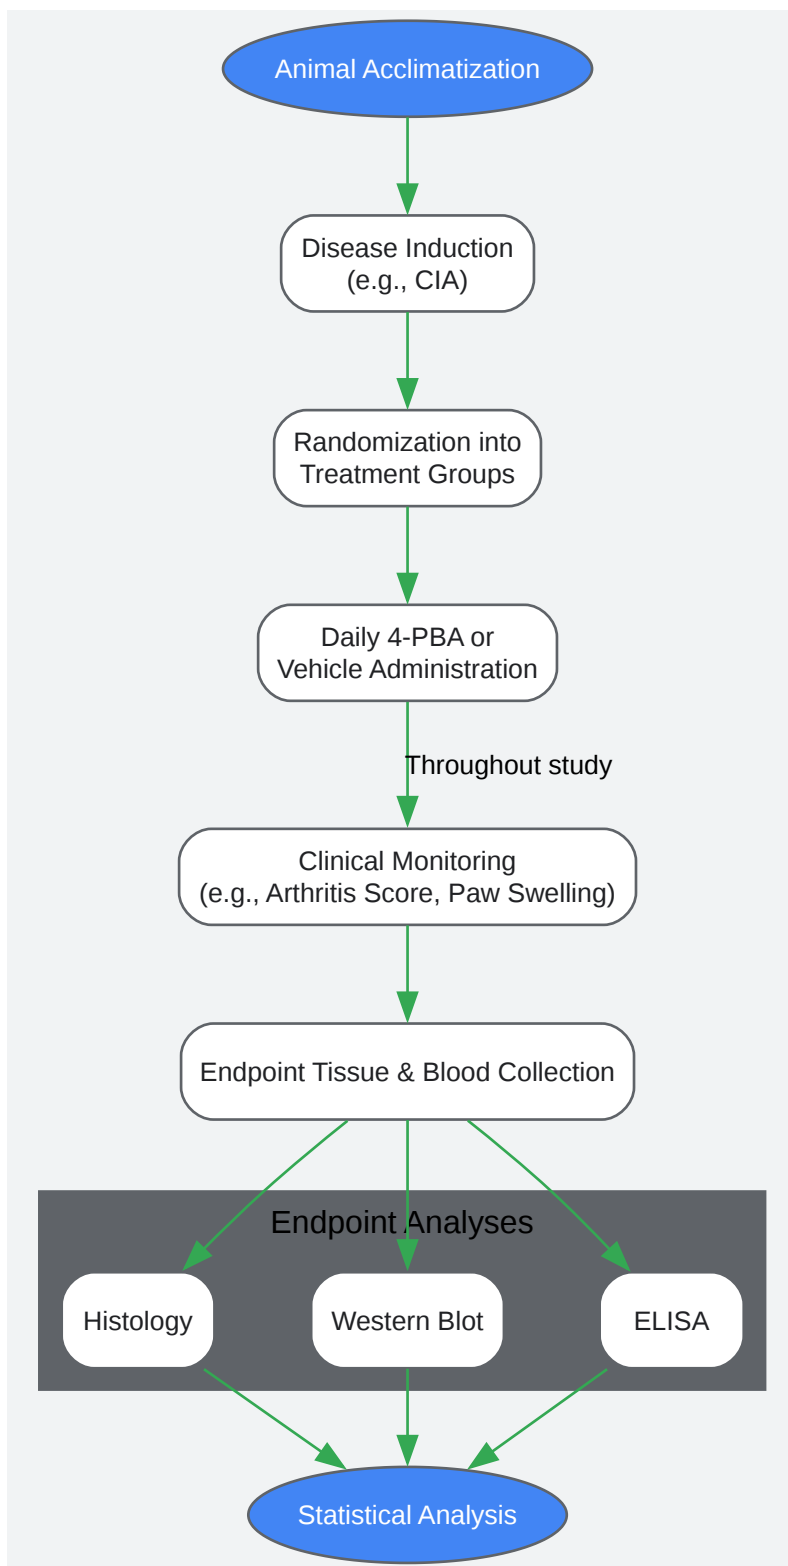 Animal Acclimatization
Disease Induction
(e.g., CIA)
Randomization into
Treatment Groups
Daily 4-PBA or
Vehicle Administration
Throughout study
Clinical Monitoring
(e.g., Arthritis Score, Paw Swelling)
Endpoint Tissue & Blood Collection
Endpoint Analyses
Histology
Western Blot
ELISA
Statistical Analysis